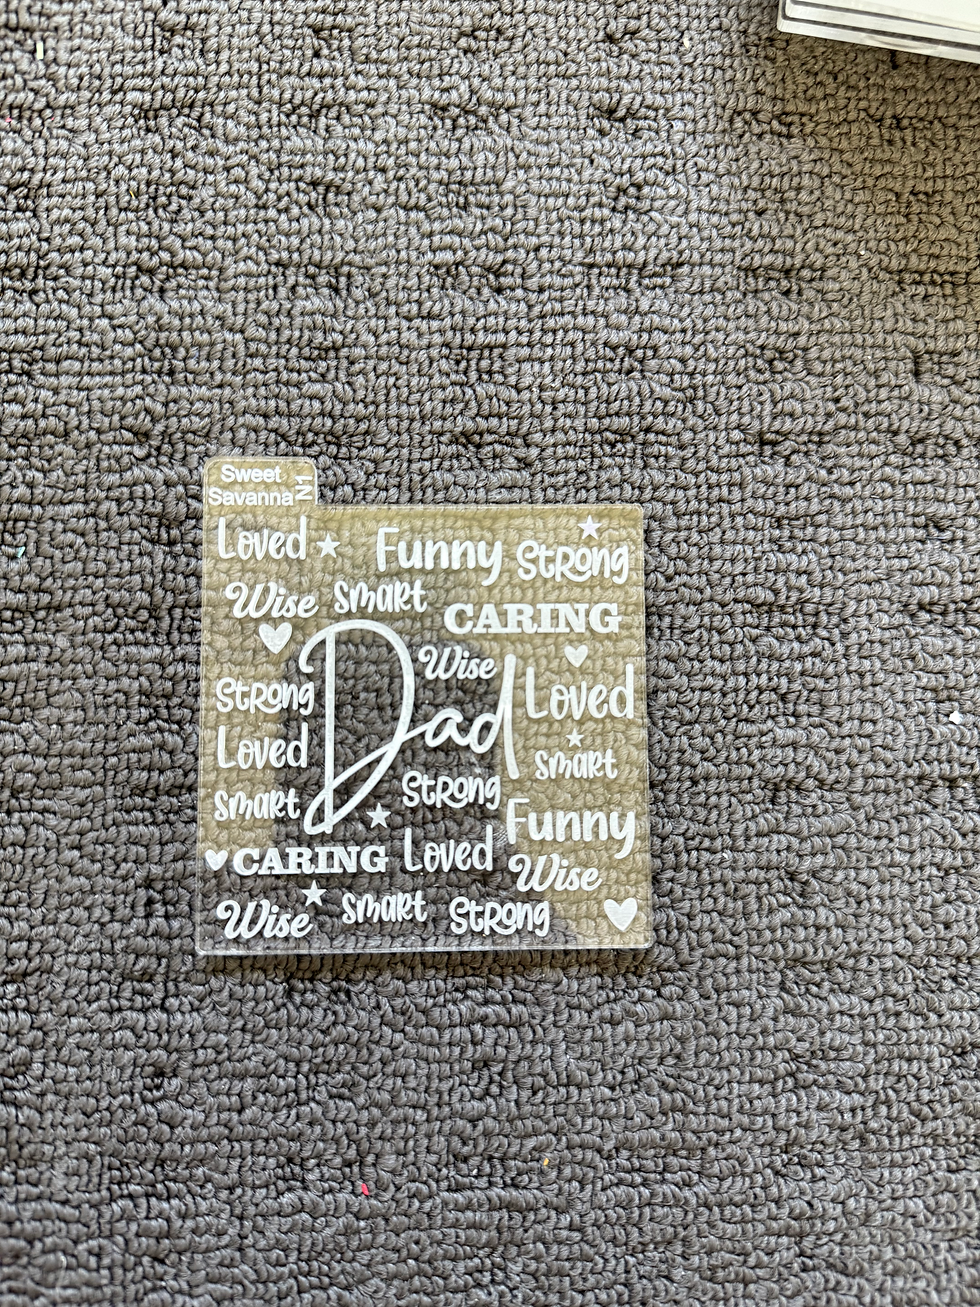 Sweet
Savanna
N1
Loved
Funny
Strong
Wise
Smart
CARING
Wise
Dad
Strong
Loved
Loved
Smart
Smart
Strong
Funny
CARING
Loved
Wise
Wise
Smart
Strong